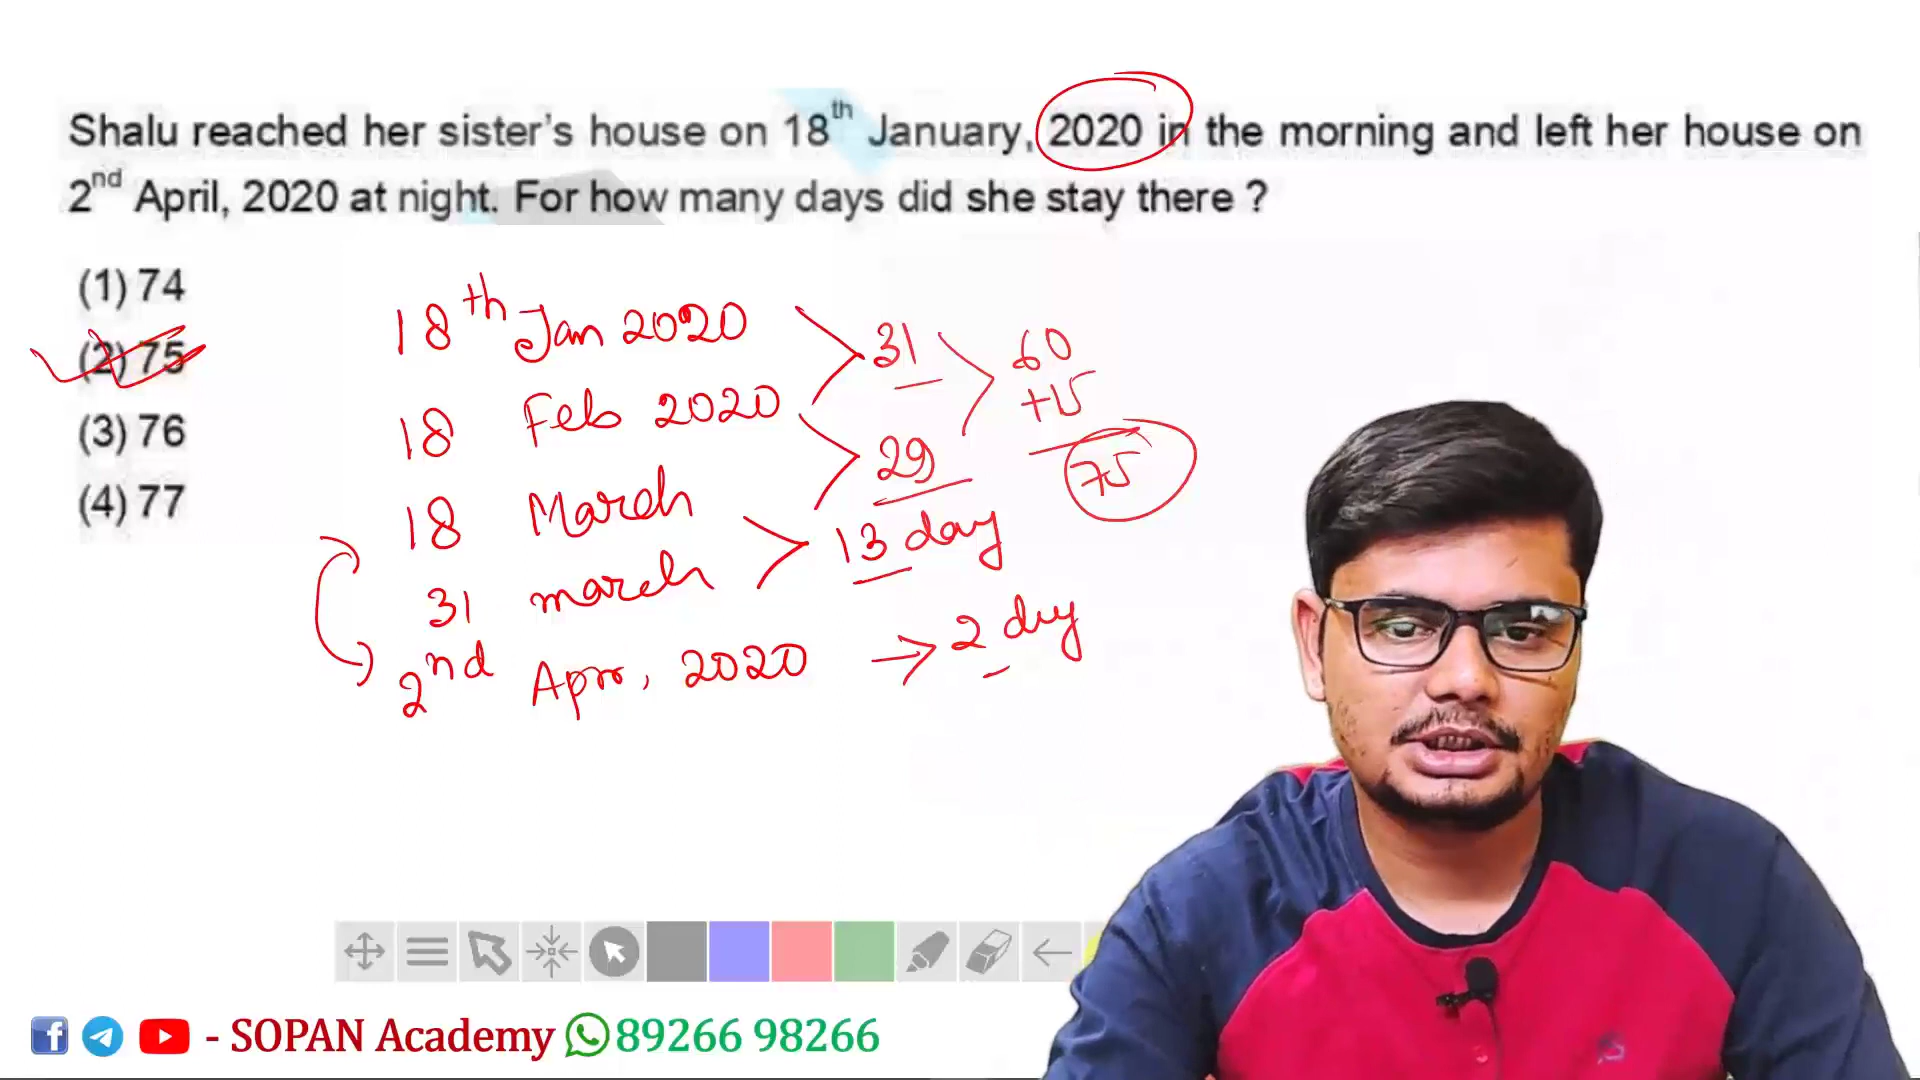 Shalu reached her sister's house on 18th January, 2020 in the morning and left her house on
2nd April, 2020 at night. For how many days did she stay there ?
(1) 74
(2) 75
(3) 76
(4) 77
18th Jan 2020
18 Feb 2020
18 March
31 march
2nd Apr, 2020
31
29
13 day
→ 2 day
60
+15
75
- SOPAN Academy 89266 98266